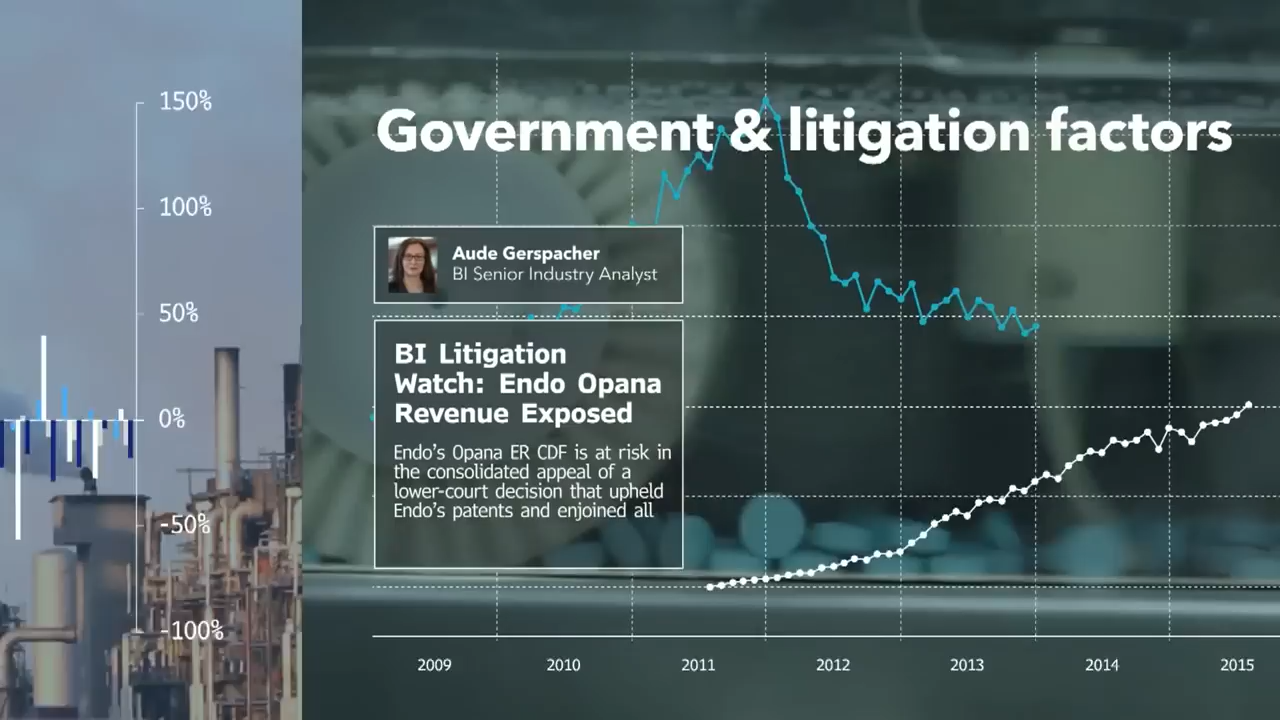 150%
100%
50%
0%
-50%
-100%
Government & litigation factors
Aude Gerspacher
BI Senior Industry Analyst
BI Litigation
Watch: Endo Opana
Revenue Exposed
Endo's Opana ER CDF is at risk in
the consolidated appeal of a
lower-court decision that upheld
Endo's patents and enjoined all
2009 2010 2011 2012 2013 2014 2015